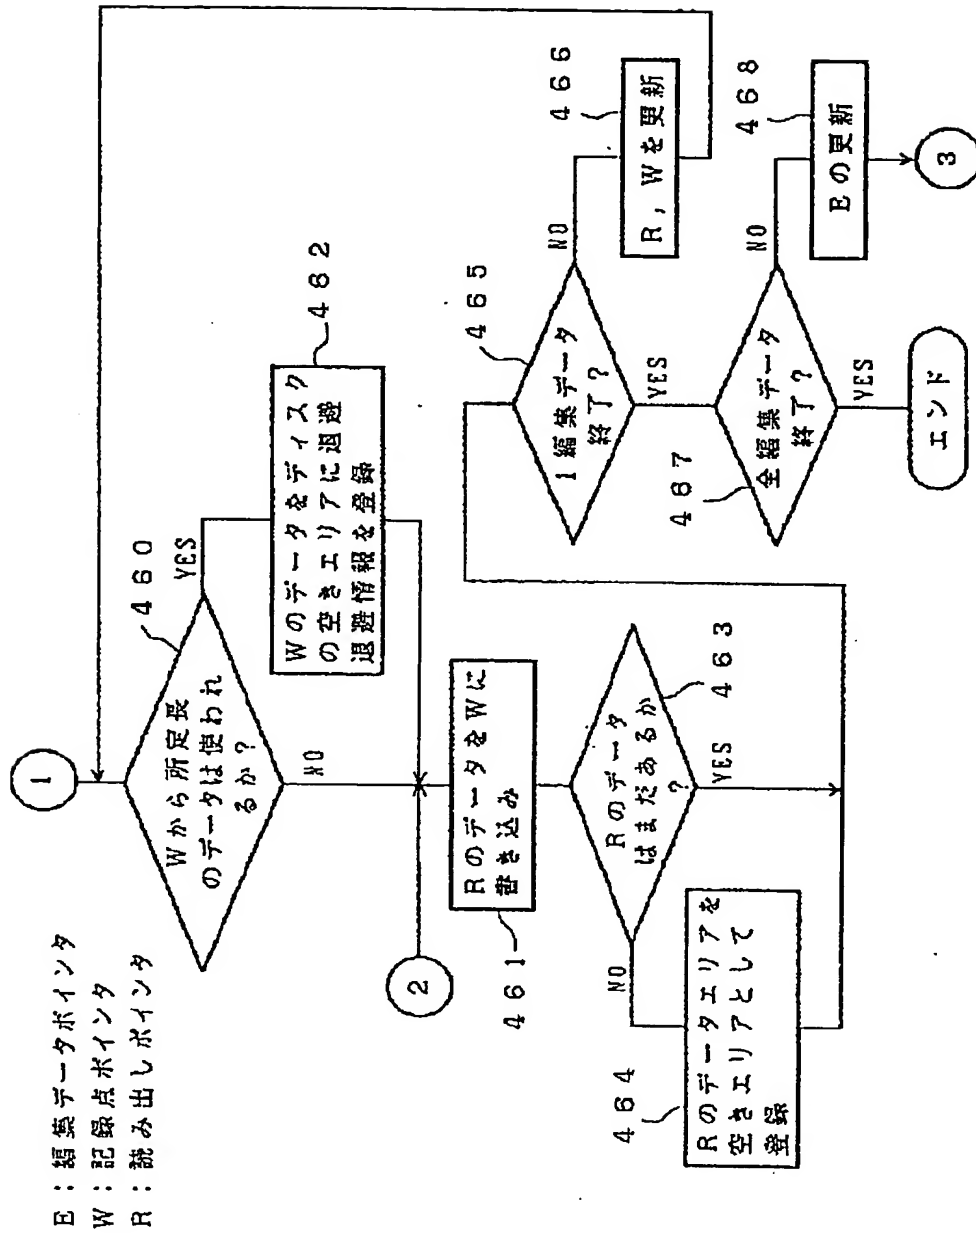 E：編集データポインタ
W：記録点ポインタ
R：読み出しポインタ
1
Wから所定長
のデータは使われ
るか？
460
YES
NO
Wのデータをディスク
の空きエリアに退避
退避情報を登録
462
2
RのデータをWに
書き込み
461
Rのデータ
はまだあるか
？
463
NO
YES
Rのデータエリアを
空きエリアとして
登録
464
1編集データ
終了？
465
NO
YES
R，Wを更新
466
全編集データ
終了？
467
NO
YES
Eの更新
468
3
エンド